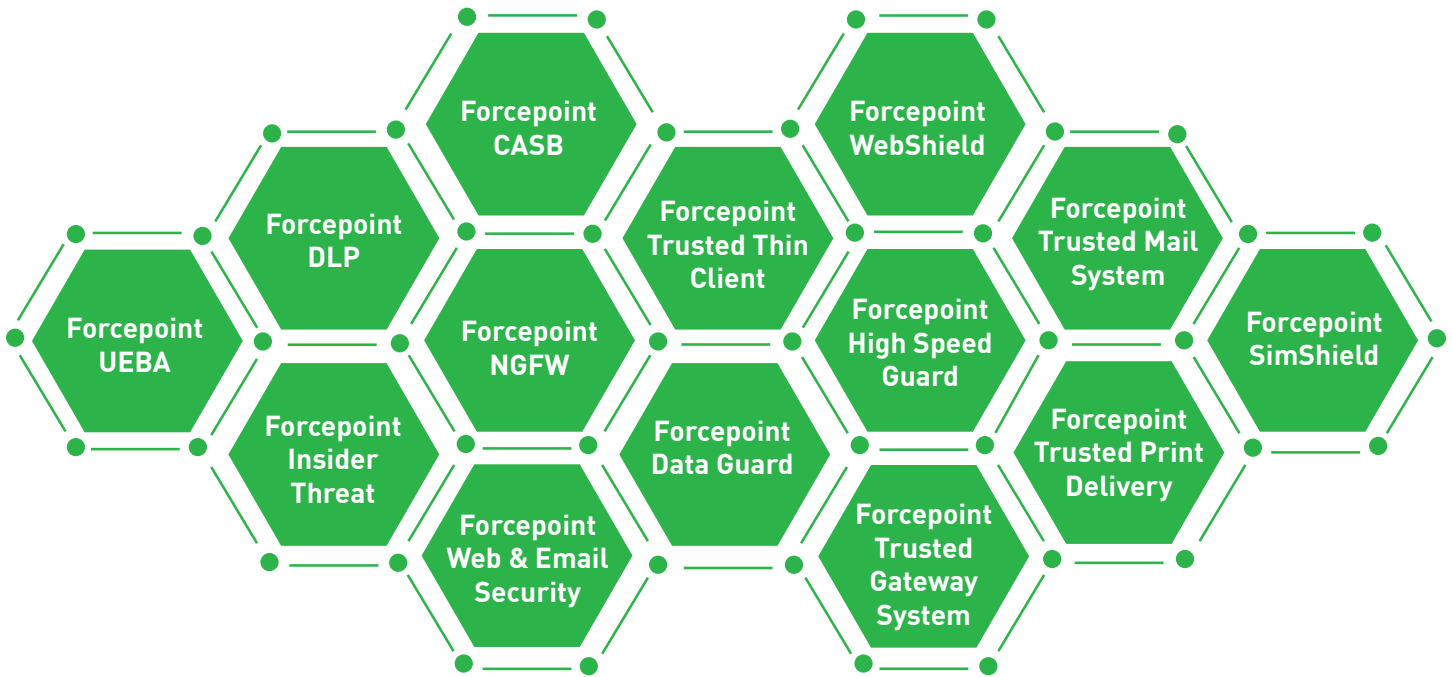 Forcepoint
CASB
Forcepoint
WebShield
Forcepoint
DLP
Forcepoint
Trusted Thin
Client
Forcepoint
Trusted Mail
System
Forcepoint
UEBA
Forcepoint
NGFW
Forcepoint
High Speed
Guard
Forcepoint
SimShield
Forcepoint
Insider
Threat
Forcepoint
Data Guard
Forcepoint
Trusted Print
Delivery
Forcepoint
Web & Email
Security
Forcepoint
Trusted
Gateway
System